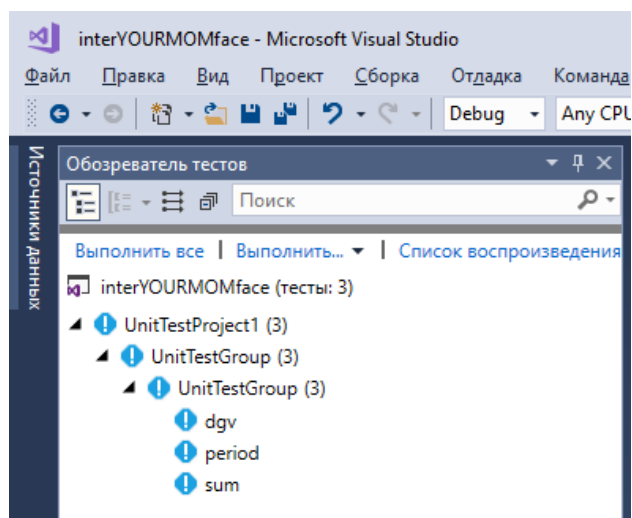 interYOURMOMface - Microsoft Visual Studio
Файл Правка Вид Проект Сборка Отладка Команда
Debug Any CPU
Источники данных
Обозреватель тестов
Поиск
Выполнить все | Выполнить... | Список воспроизведения
interYOURMOMface (тесты: 3)
UnitTestProject1 (3)
UnitTestGroup (3)
UnitTestGroup (3)
dgv
period
sum